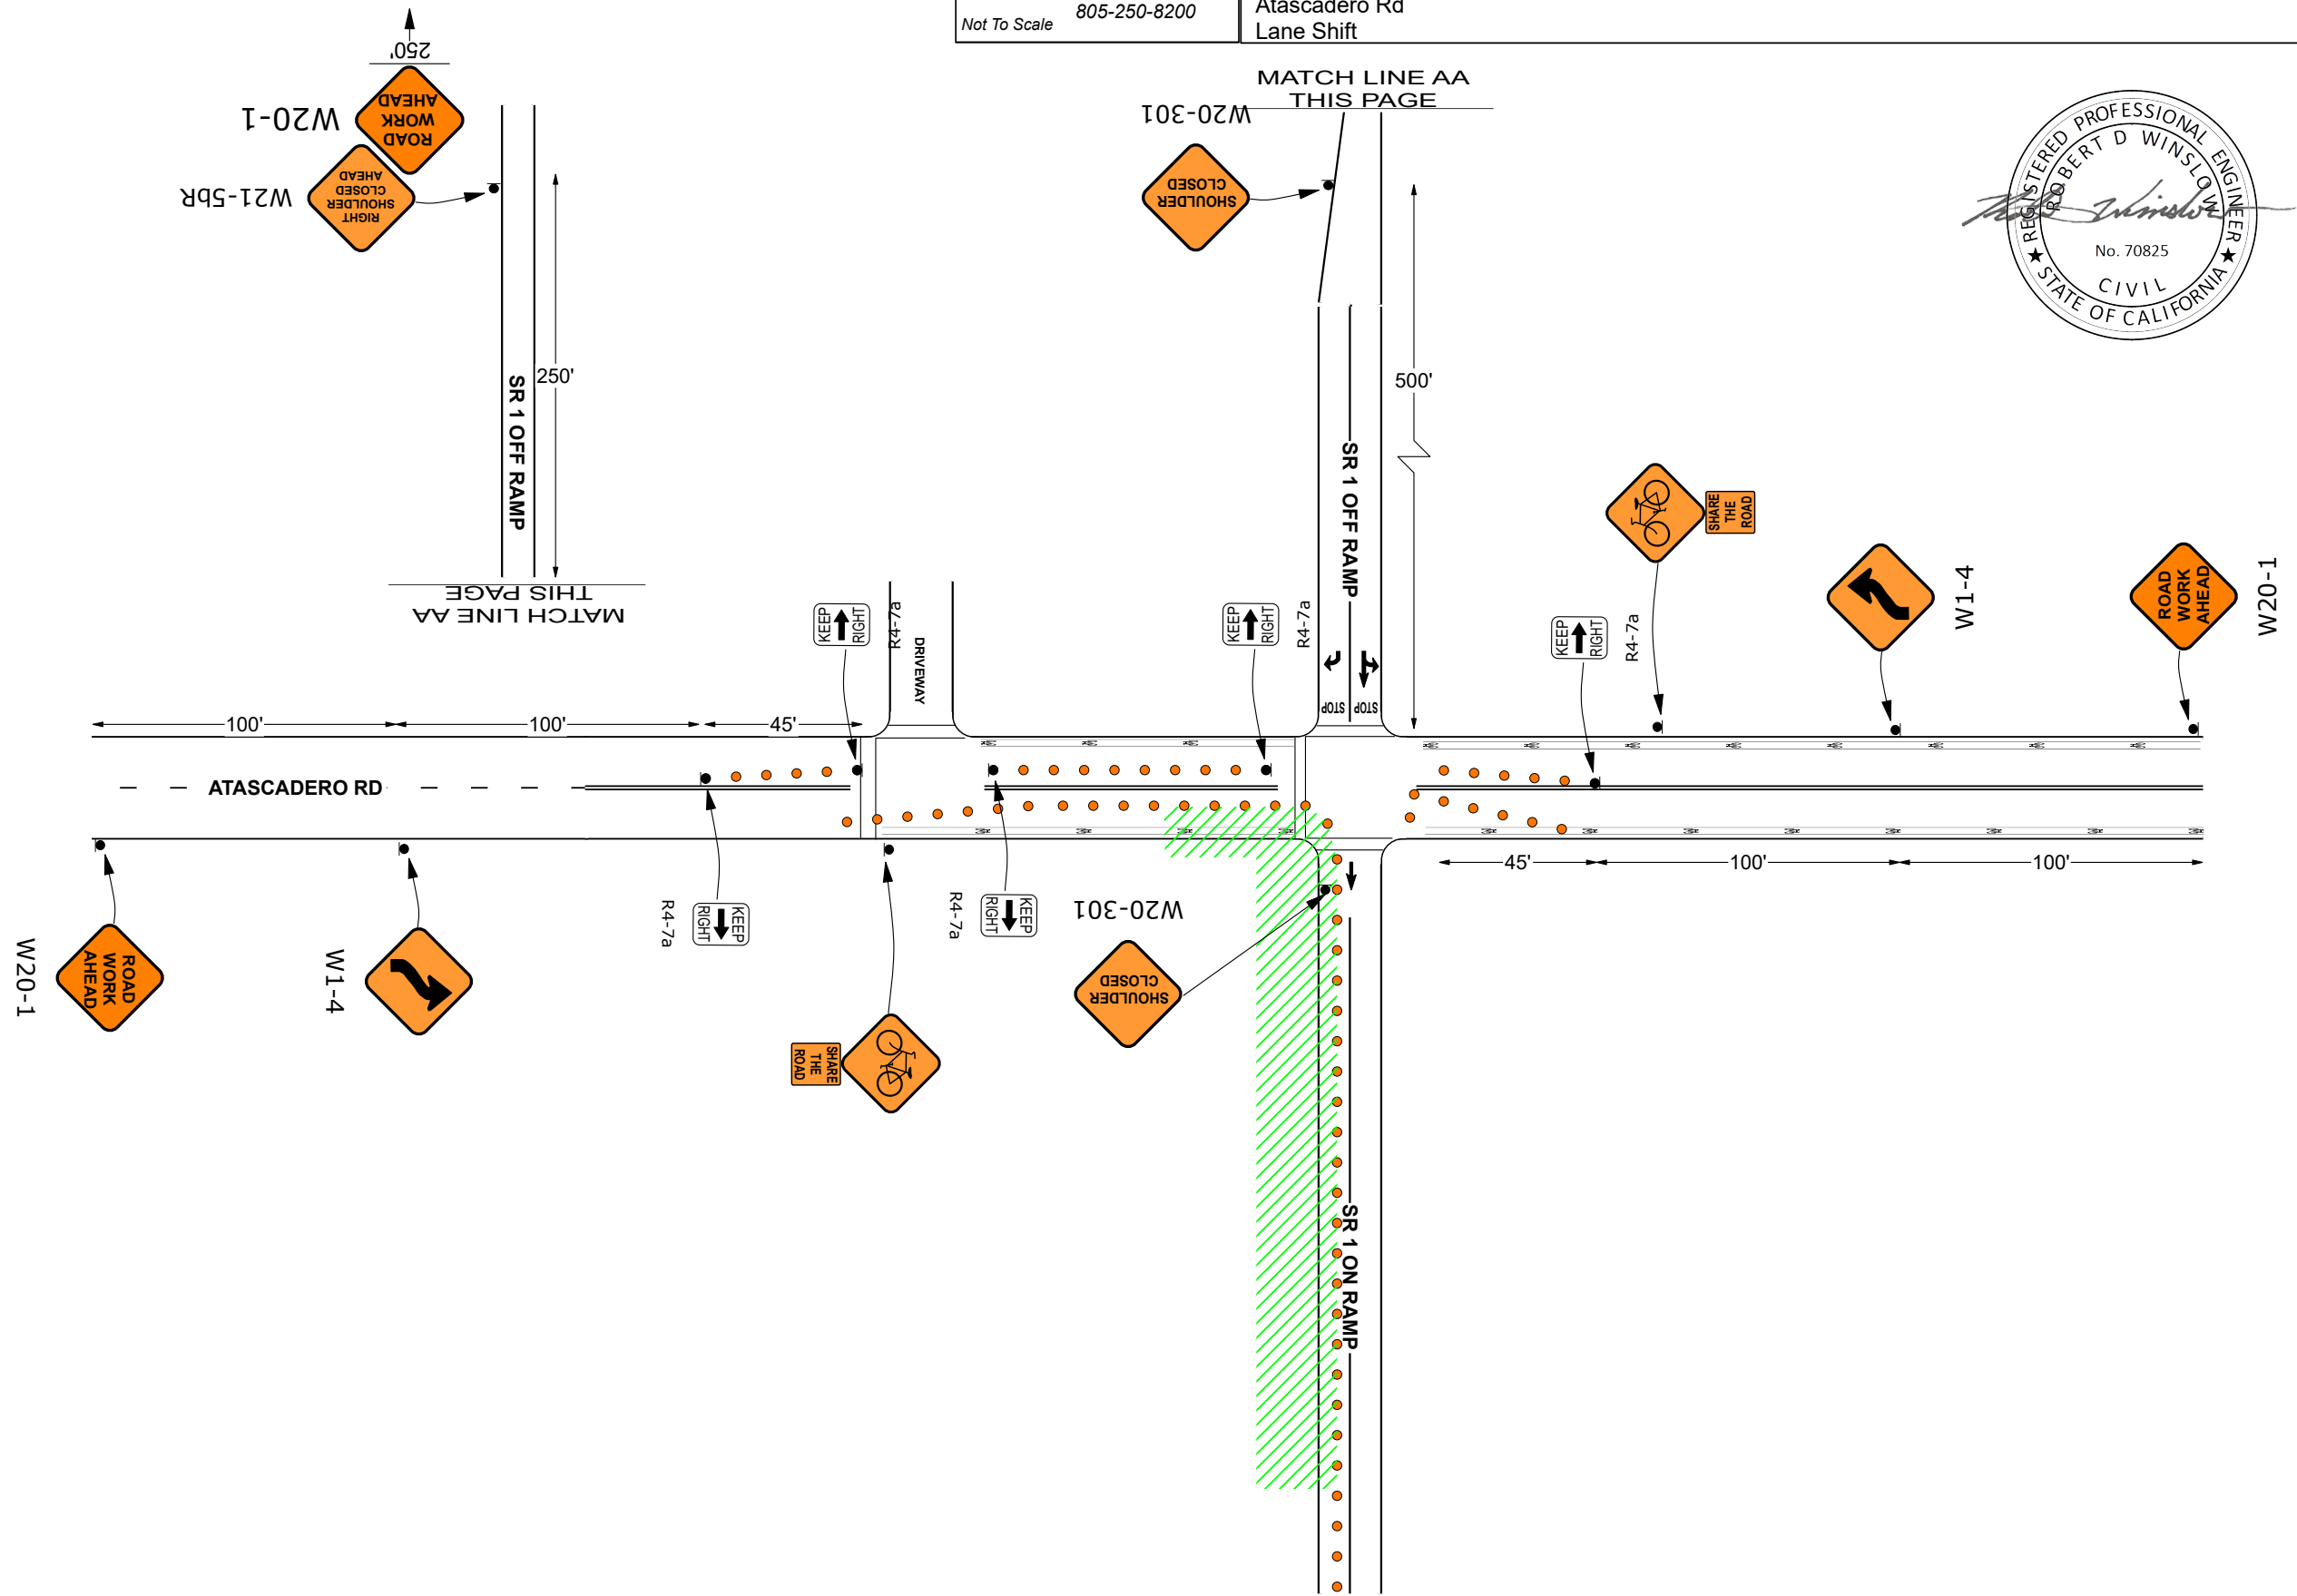 Not To Scale
805-250-8200
Atascadero Rd
Lane Shift
250'
W20-1
ROAD
WORK
AHEAD
W21-5bR
RIGHT
SHOULDER
CLOSED
AHEAD
SR 1 OFF RAMP
250'
MATCH LINE AA
THIS PAGE
MATCH LINE AA
THIS PAGE
W20-301
SHOULDER
CLOSED
500'
SR 1 OFF RAMP
STOP
STOP
REGISTERED PROFESSIONAL ENGINEER
ROBERT D WINSLOW
No. 70825
CIVIL
STATE OF CALIFORNIA
KEEP
RIGHT
R4-7a
DRIVEWAY
KEEP
RIGHT
R4-7a
KEEP
RIGHT
R4-7a
SHARE
THE
ROAD
W1-4
ROAD
WORK
AHEAD
W20-1
100'
100'
45'
ATASCADERO RD
45'
100'
100'
W20-1
ROAD
WORK
AHEAD
W1-4
R4-7a
KEEP
RIGHT
SHARE
THE
ROAD
R4-7a
KEEP
RIGHT
W20-301
SHOULDER
CLOSED
SR 1 ON RAMP